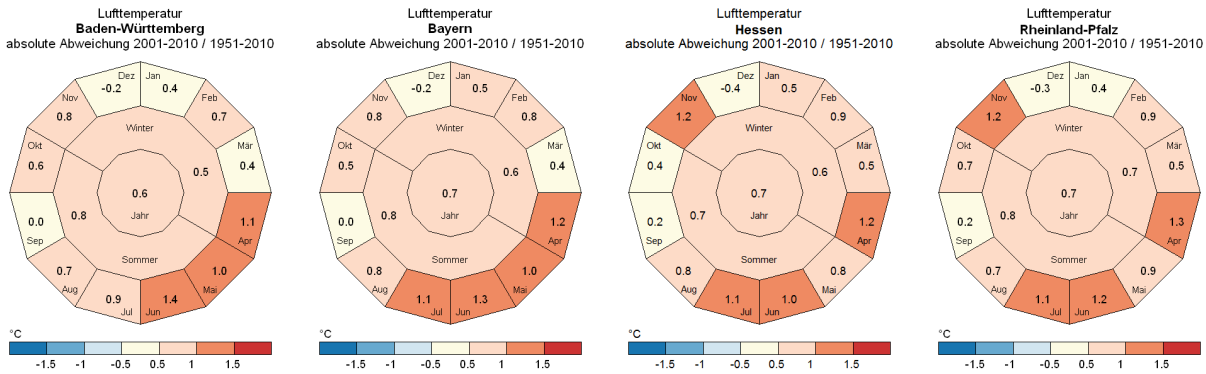 Lufttemperatur
Baden-Württemberg
absolute Abweichung 2001-2010 / 1951-2010
Dez
Jan
-0.2
0.4
Nov
Feb
0.8
0.7
Winter
Okt
Mär
0.6
0.5
0.4
0.6
0.0
0.8
Jahr
1.1
Sep
Apr
Sommer
0.7
1.0
Aug
Mai
0.9
1.4
Jul
Jun
°C
-1.5 -1 -0.5 0.5 1 1.5
Lufttemperatur
Bayern
absolute Abweichung 2001-2010 / 1951-2010
Dez
Jan
-0.2
0.5
Nov
Feb
0.8
0.8
Winter
Okt
Mär
0.5
0.6
0.4
0.7
0.0
0.8
Jahr
1.2
Sep
Apr
Sommer
0.8
1.0
Aug
Mai
1.1
1.3
Jul
Jun
°C
-1.5 -1 -0.5 0.5 1 1.5
Lufttemperatur
Hessen
absolute Abweichung 2001-2010 / 1951-2010
Dez
Jan
-0.4
0.5
Nov
Feb
1.2
0.9
Winter
Okt
Mär
0.4
0.6
0.5
0.7
0.2
0.7
Jahr
1.2
Sep
Apr
Sommer
0.8
0.8
Aug
Mai
1.1
1.0
Jul
Jun
°C
-1.5 -1 -0.5 0.5 1 1.5
Lufttemperatur
Rheinland-Pfalz
absolute Abweichung 2001-2010 / 1951-2010
Dez
Jan
-0.3
0.4
Nov
Feb
1.2
0.9
Winter
Okt
Mär
0.7
0.7
0.5
0.7
0.2
0.8
Jahr
1.3
Sep
Apr
Sommer
0.7
0.9
Aug
Mai
1.1
1.2
Jul
Jun
°C
-1.5 -1 -0.5 0.5 1 1.5